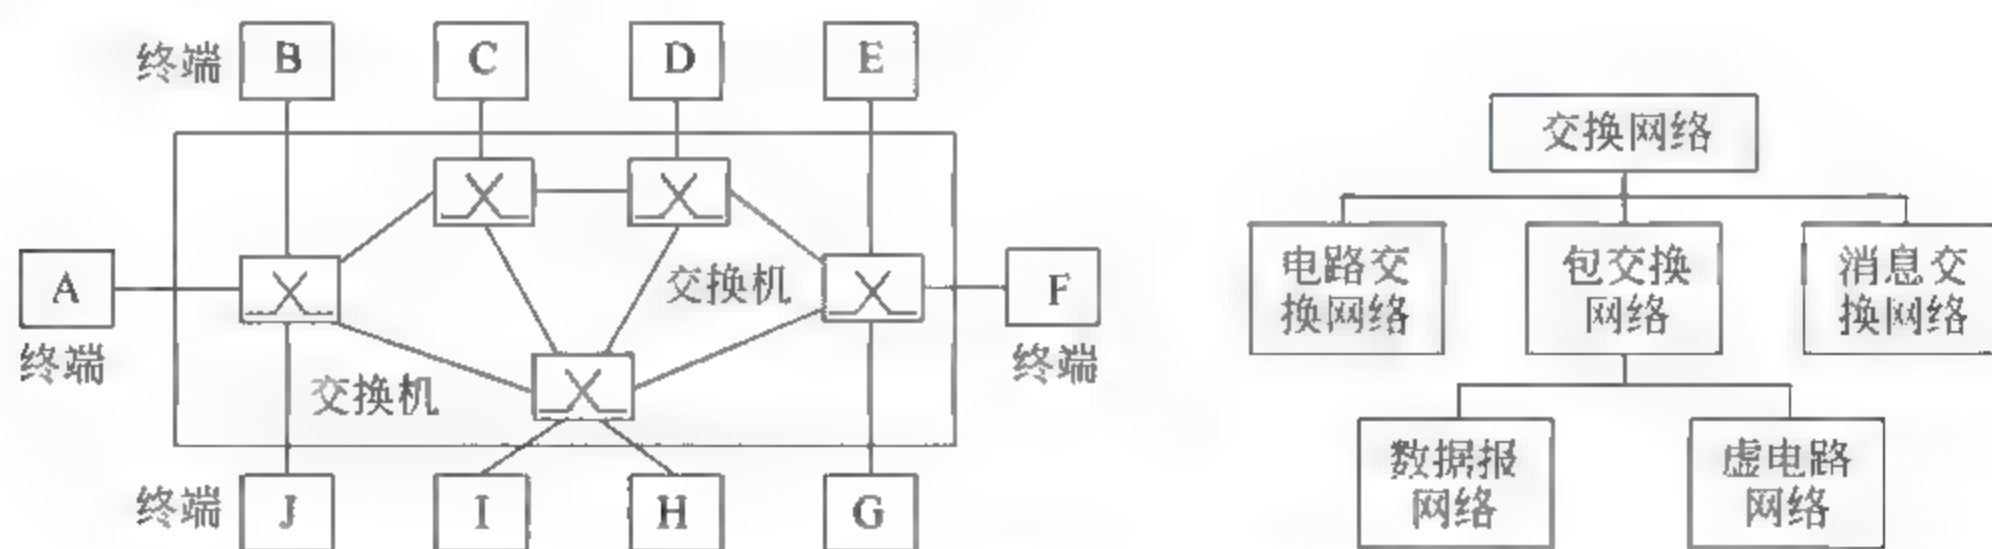 终端 B C D E
交换机
A F
终端 终端
交换机
终端 J I H G
交换网络
电路交
换网络
包交换
网络
消息交
换网络
数据报
网络
虚电路
网络